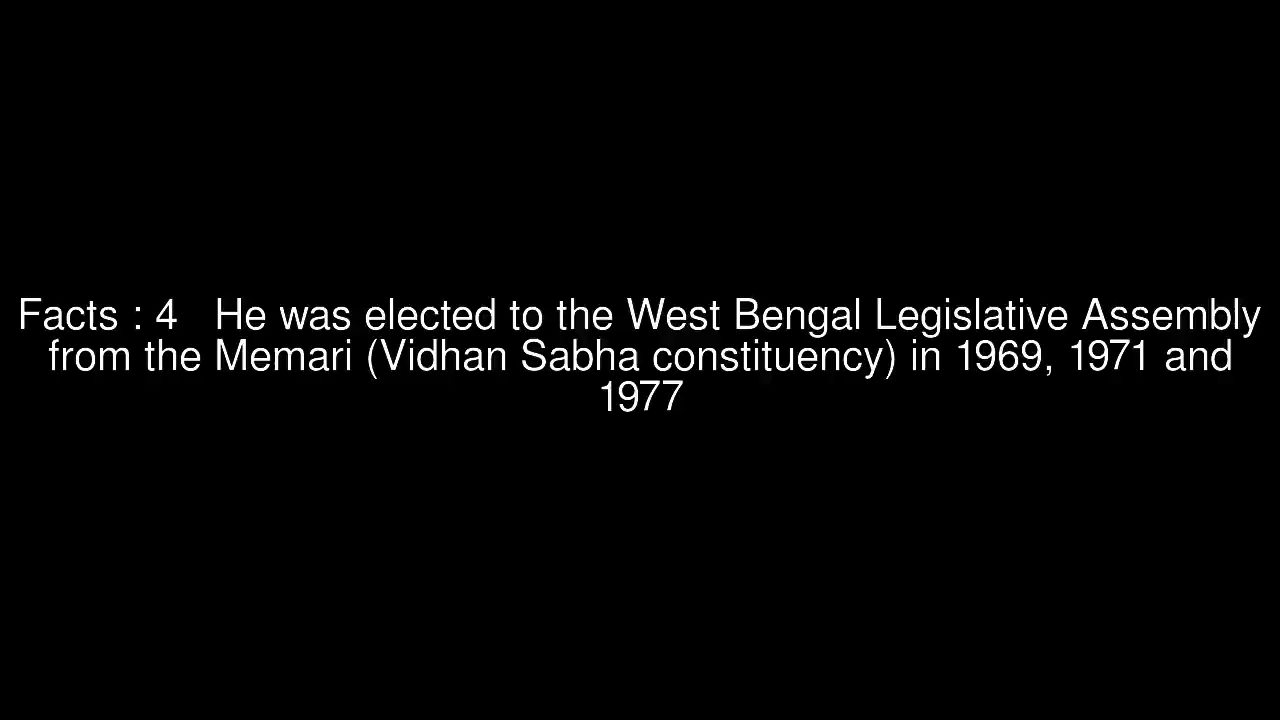 Facts : 4   He was elected to the West Bengal Legislative Assembly
from the Memari (Vidhan Sabha constituency) in 1969, 1971 and
1977